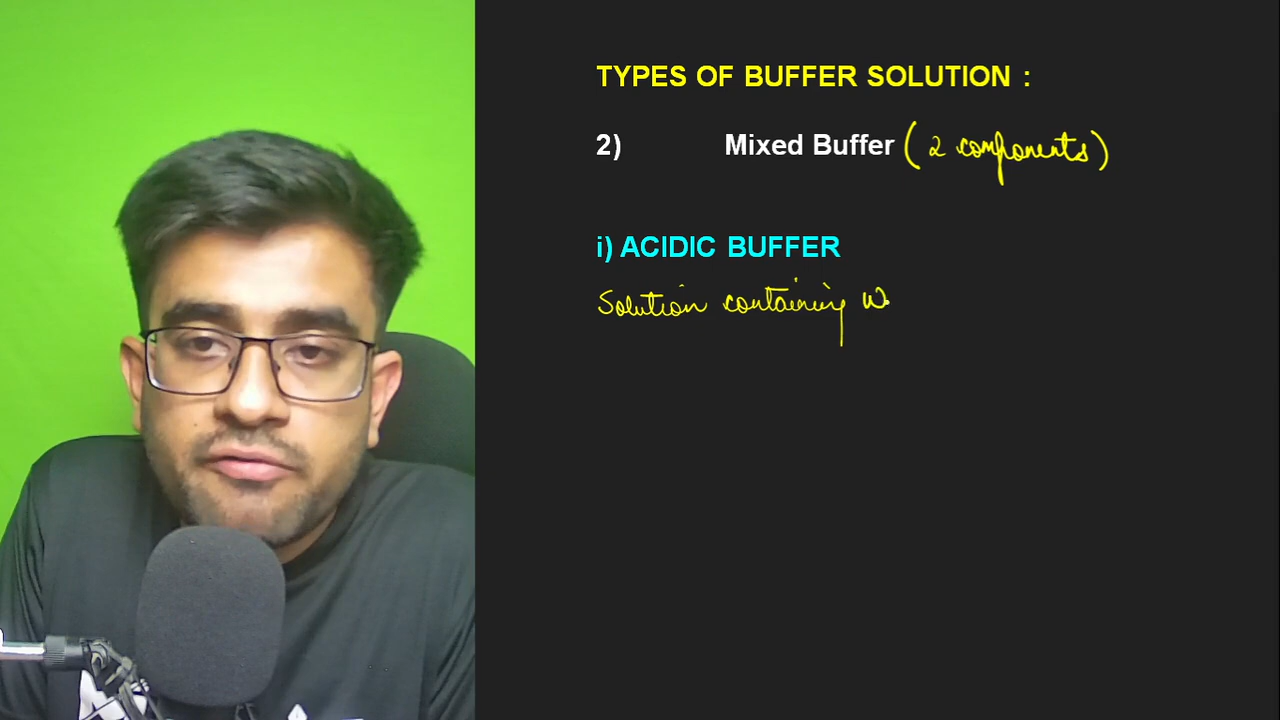 TYPES OF BUFFER SOLUTION :
2) Mixed Buffer (2 components)
i) ACIDIC BUFFER
Solution containing w